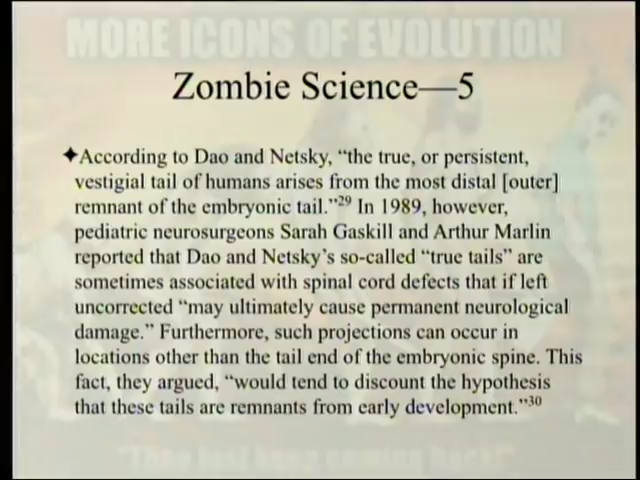 MORE ICONS OF EVOLUTION
Zombie Science—5
✦According to Dao and Netsky, “the true, or persistent,
vestigial tail of humans arises from the most distal [outer]
remnant of the embryonic tail.”29 In 1989, however,
pediatric neurosurgeons Sarah Gaskill and Arthur Marlin
reported that Dao and Netsky’s so-called “true tails” are
sometimes associated with spinal cord defects that if left
uncorrected “may ultimately cause permanent neurological
damage.” Furthermore, such projections can occur in
locations other than the tail end of the embryonic spine. This
fact, they argued, “would tend to discount the hypothesis
that these tails are remnants from early development.”30
"They just keep coming back!"